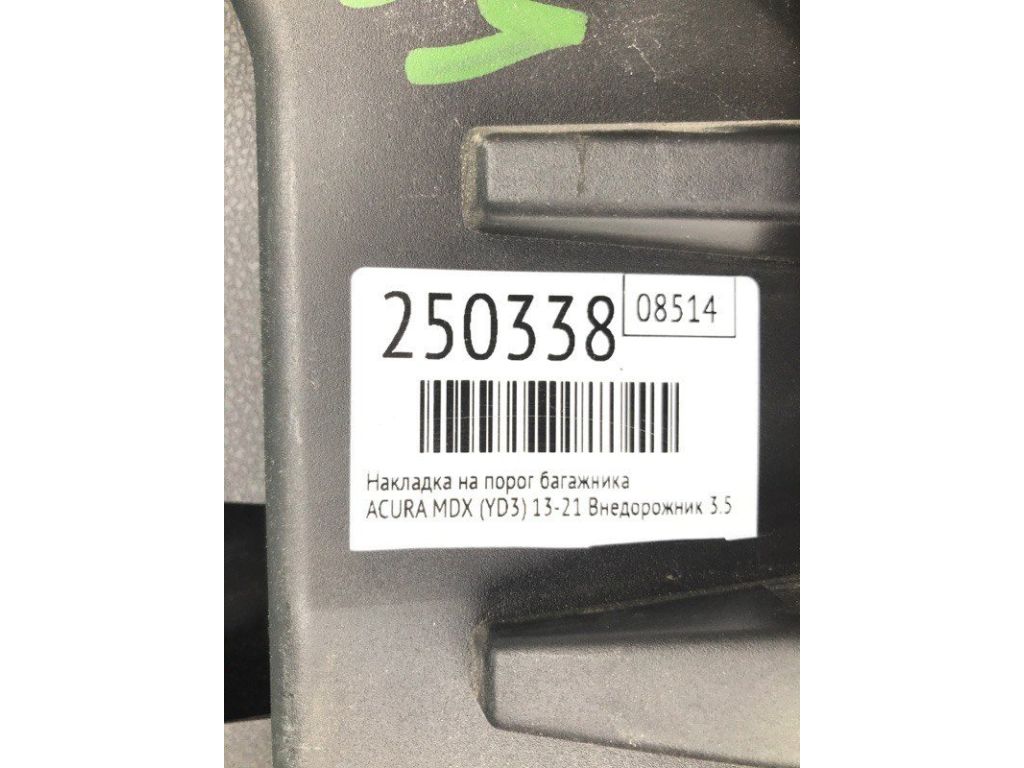 250338
08514
Накладка на порог багажника
ACURA MDX (YD3) 13-21 Внедорожник 3.5